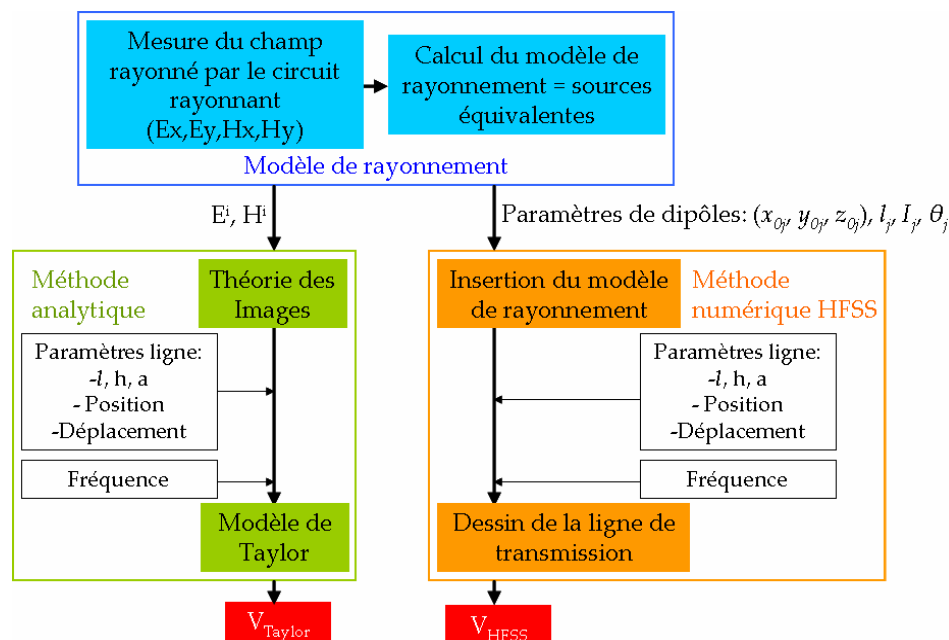 Mesure du champ
rayonné par le circuit
rayonnant
(Ex,Ey,Hx,Hy)
Calcul du modèle de
rayonnement = sources
équivalentes
Modèle de rayonnement
Eⁱ, Hⁱ
Paramètres de dipôles: (x₀ⱼ, y₀ⱼ, z₀ⱼ), lⱼ, Iⱼ, θⱼ
Méthode
analytique
Théorie des
Images
Paramètres ligne:
-l, h, a
- Position
-Déplacement
Fréquence
Modèle de
Taylor
V_Taylor
Insertion du modèle
de rayonnement
Méthode
numérique HFSS
Paramètres ligne:
-l, h, a
- Position
-Déplacement
Fréquence
Dessin de la ligne de
transmission
V_HFSS